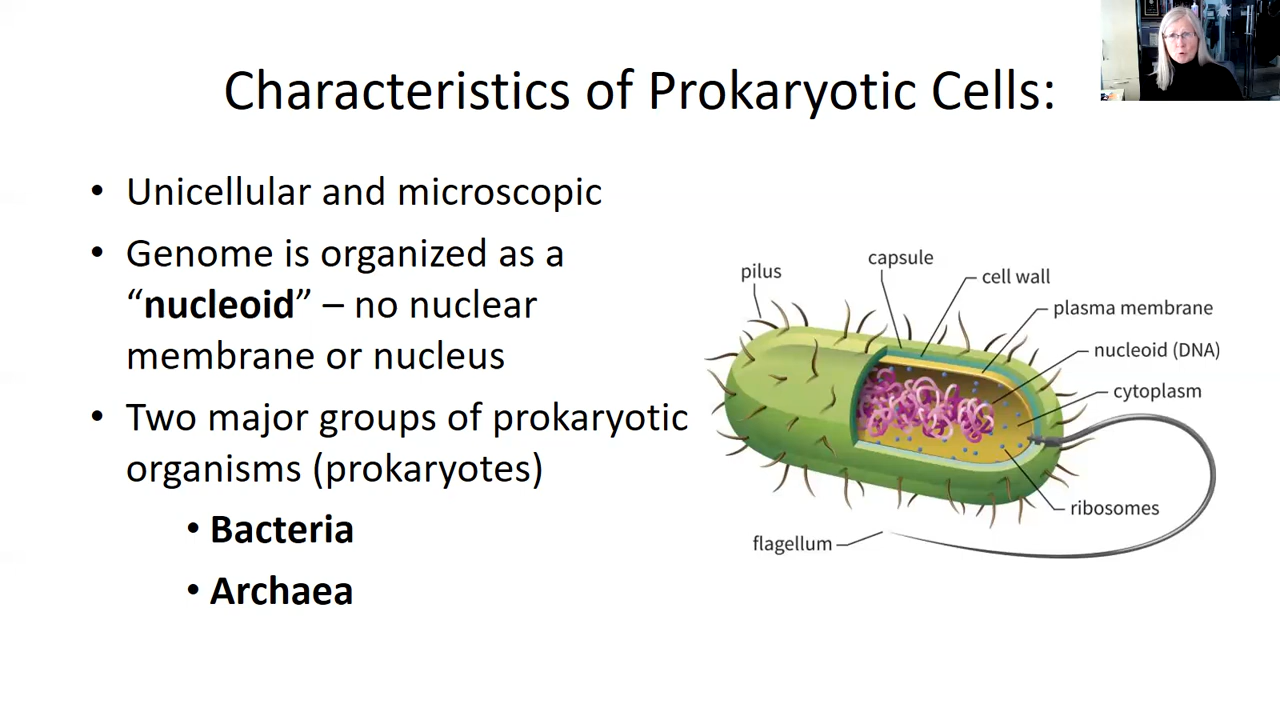 Characteristics of Prokaryotic Cells:
• Unicellular and microscopic
• Genome is organized as a
“nucleoid” – no nuclear
membrane or nucleus
• Two major groups of prokaryotic
organisms (prokaryotes)
• Bacteria
• Archaea
pilus
capsule
cell wall
plasma membrane
nucleoid (DNA)
cytoplasm
ribosomes
flagellum